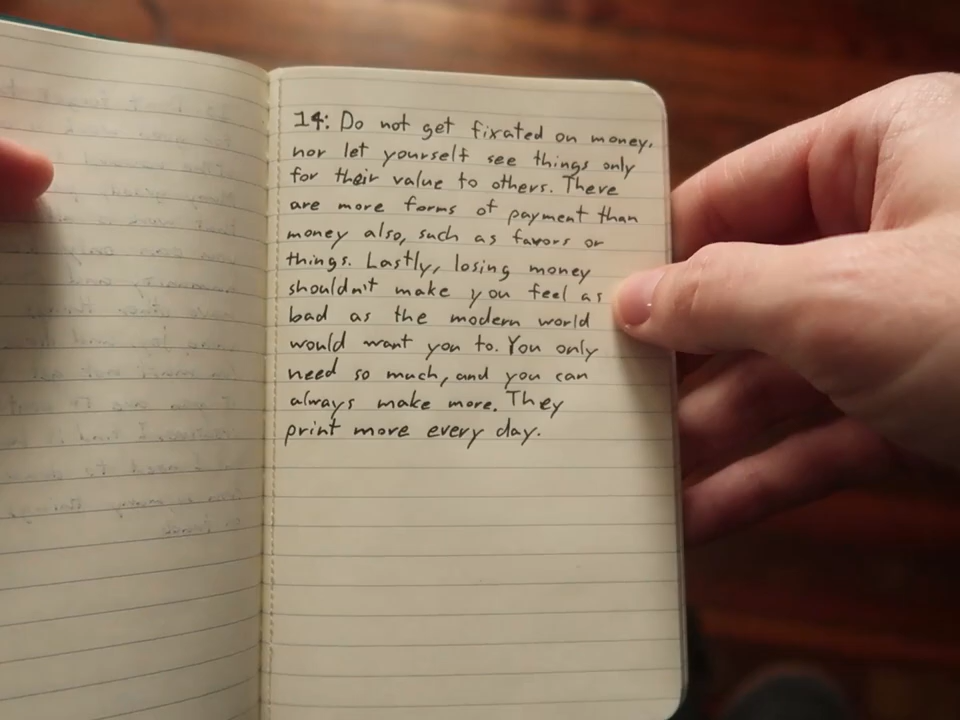 14: Do not get fixated on money,
nor let yourself see things only
for their value to others. There
are more forms of payment than
money also, such as favors or
things. Lastly, losing money
shouldn't make you feel as
bad as the modern world
would want you to. You only
need so much, and you can
always make more. They
print more every day.